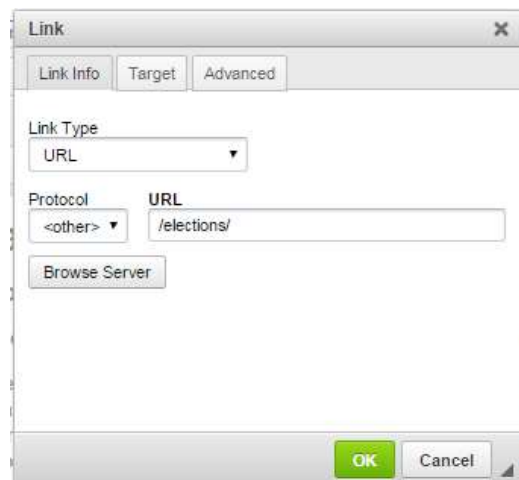 Link
Link Info Target Advanced
Link Type
URL
Protocol URL
<other> /elections/
Browse Server
OK Cancel